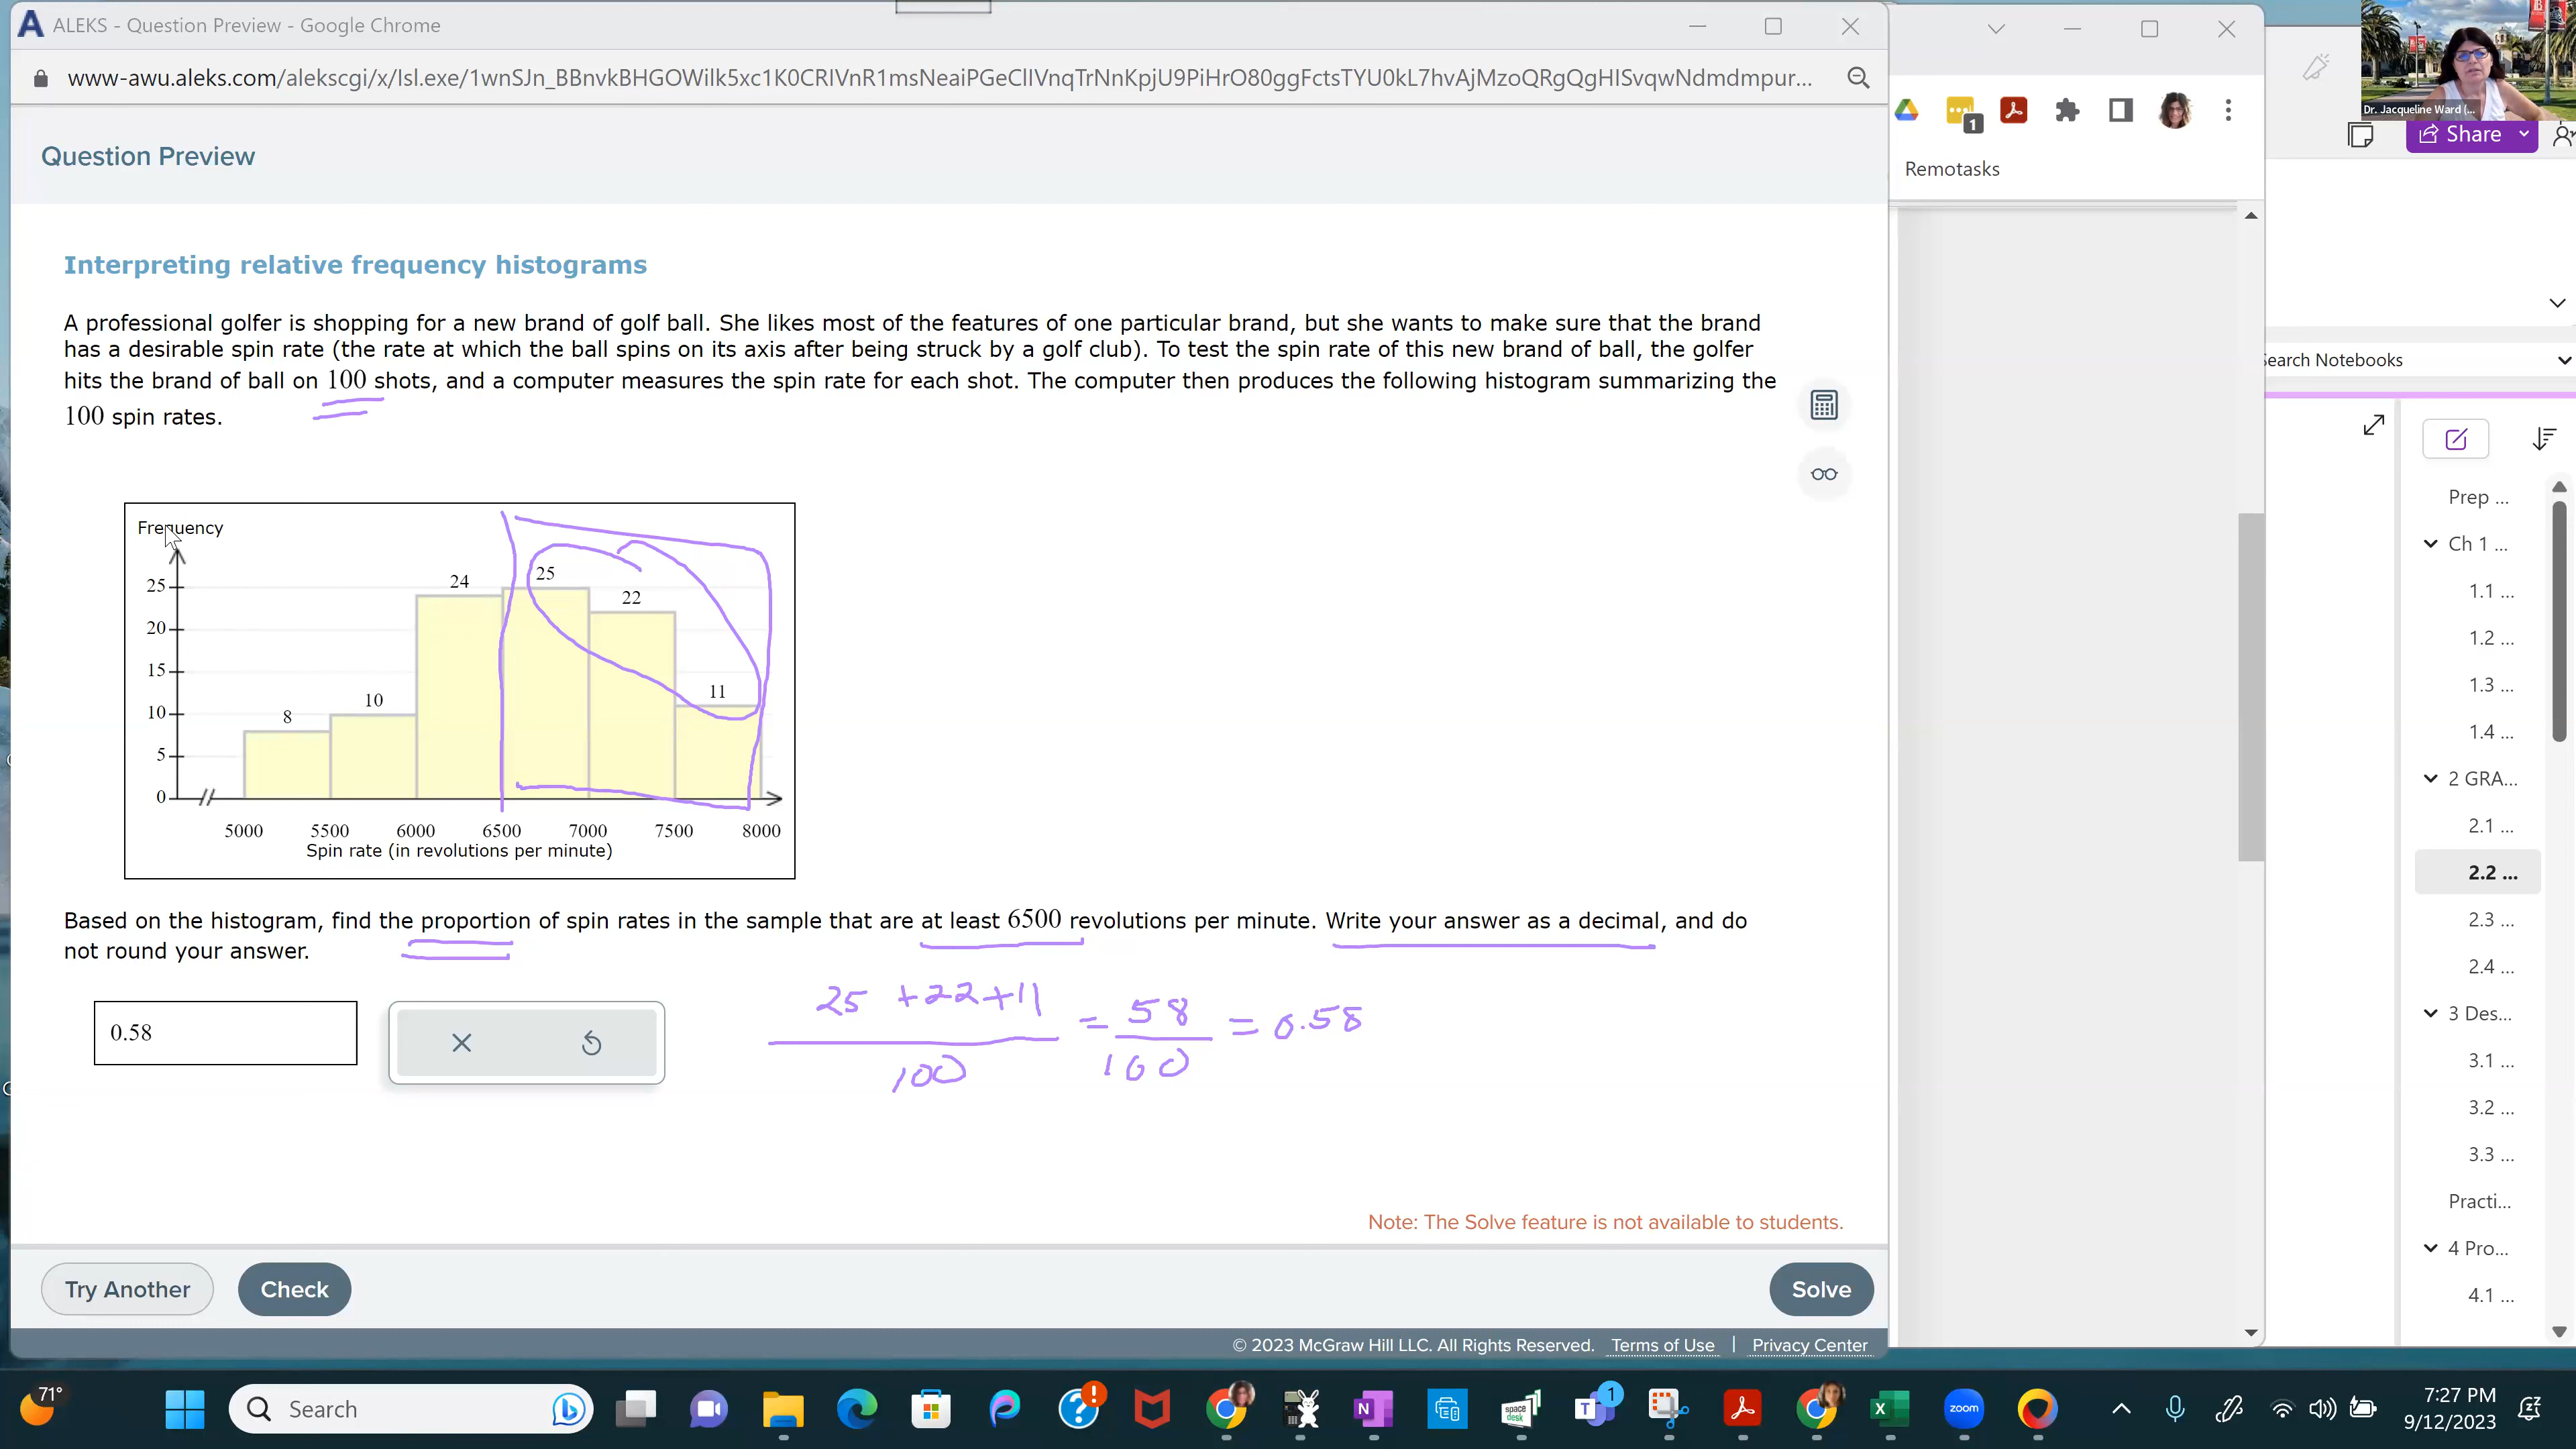 ALEKS - Question Preview - Google Chrome
www-awu.aleks.com/alekscgi/x/Isl.exe/1wnSJn_BBnvkBHGOWilk5xc1K0CRIVnR1msNeaiPGeClIVnqTrNnKpjU9PiHrO80ggFctsTYU0kL7hvAjMzoQRgQgHISvqwNdmdmpur...
Dr. Jacqueline Ward (...
1
Share
Question Preview
Remotasks
Interpreting relative frequency histograms
A professional golfer is shopping for a new brand of golf ball. She likes most of the features of one particular brand, but she wants to make sure that the brand
has a desirable spin rate (the rate at which the ball spins on its axis after being struck by a golf club). To test the spin rate of this new brand of ball, the golfer
hits the brand of ball on 100 shots, and a computer measures the spin rate for each shot. The computer then produces the following histogram summarizing the
100 spin rates.
Search Notebooks
Frequency
25
20
15
10
5
0
8
10
24
25
22
11
5000 5500 6000 6500 7000 7500 8000
Spin rate (in revolutions per minute)
Based on the histogram, find the proportion of spin rates in the sample that are at least 6500 revolutions per minute. Write your answer as a decimal, and do
not round your answer.
0.58
25 +22+11
100
= 58
100
= 0.58
Note: The Solve feature is not available to students.
Try Another
Check
Solve
© 2023 McGraw Hill LLC. All Rights Reserved. Terms of Use | Privacy Center
Prep ...
Ch 1 ...
1.1 ...
1.2 ...
1.3 ...
1.4 ...
2 GRA...
2.1 ...
2.2 ...
2.3 ...
2.4 ...
3 Des...
3.1 ...
3.2 ...
3.3 ...
Practi...
4 Pro...
4.1 ...
71°
Search
space desk
1
zoom
7:27 PM
9/12/2023